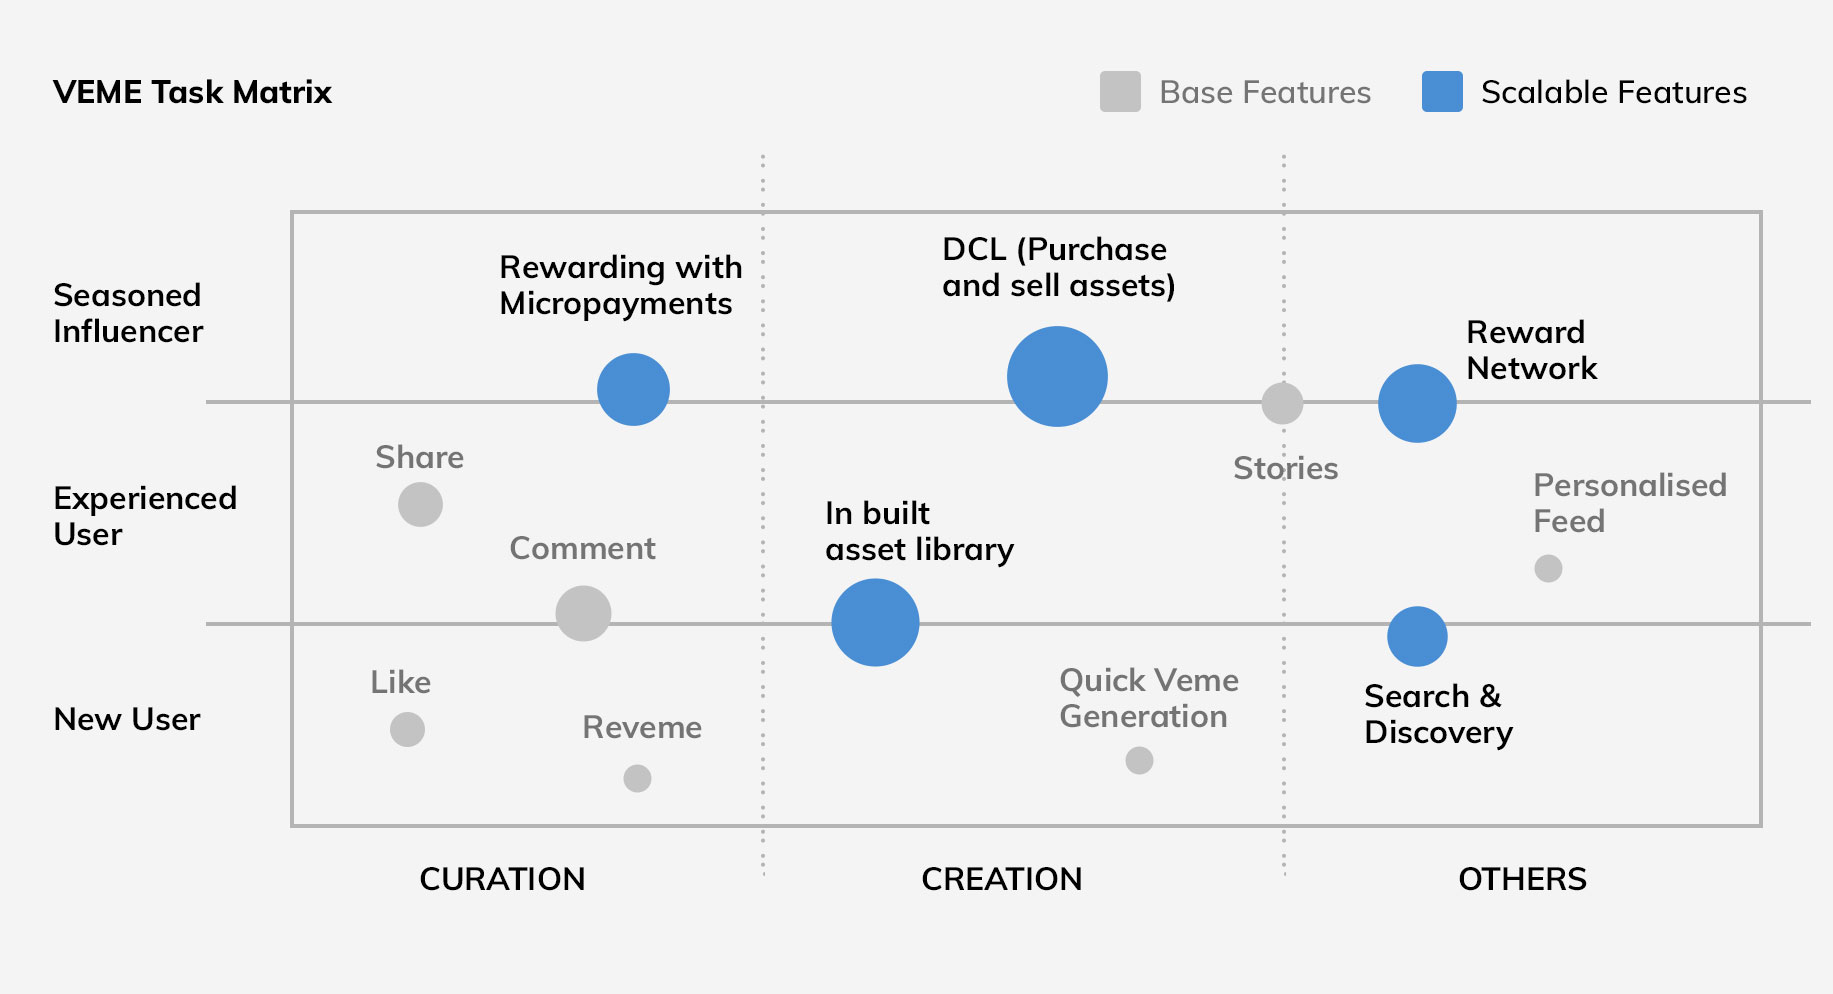 VEME Task Matrix
Base Features
Scalable Features
Seasoned
Influencer
Rewarding with
Micropayments
DCL (Purchase
and sell assets)
Reward
Network
Experienced
User
Share
Comment
In built
asset library
Stories
Personalised
Feed
New User
Like
Reveme
Quick Veme
Generation
Search &
Discovery
CURATION
CREATION
OTHERS